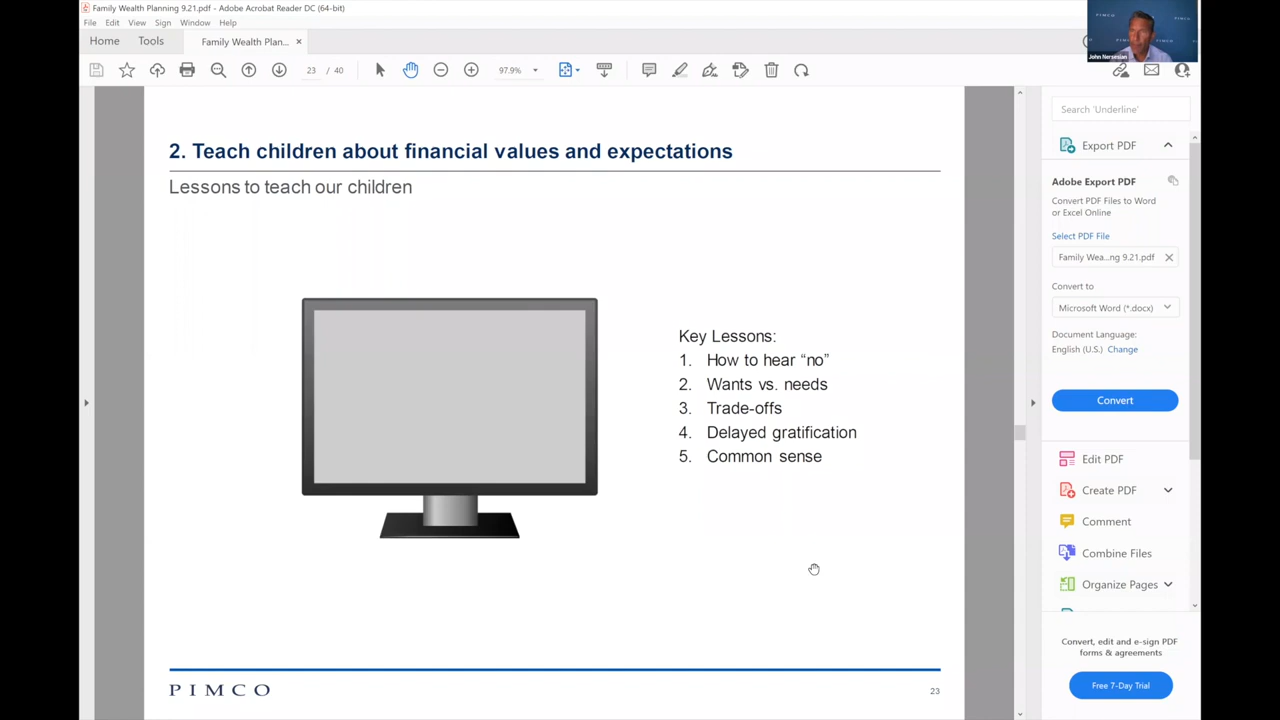 Family Wealth Planning 9.21.pdf - Adobe Acrobat Reader DC (64-bit)
File Edit View Sign Window Help
Home Tools Family Wealth Plan... ×
23 / 40 97.9%
PIMCO
John Nersesian
2. Teach children about financial values and expectations
Lessons to teach our children
Key Lessons:
1. How to hear “no”
2. Wants vs. needs
3. Trade-offs
4. Delayed gratification
5. Common sense
PIMCO
23
Search 'Underline'
Export PDF
Adobe Export PDF
Convert PDF Files to Word
or Excel Online
Select PDF File
Family Wea...ng 9.21.pdf
Convert to
Microsoft Word (*.docx)
Document Language:
English (U.S.) Change
Convert
Edit PDF
Create PDF
Comment
Combine Files
Organize Pages
Convert, edit and e-sign PDF
forms & agreements
Free 7-Day Trial